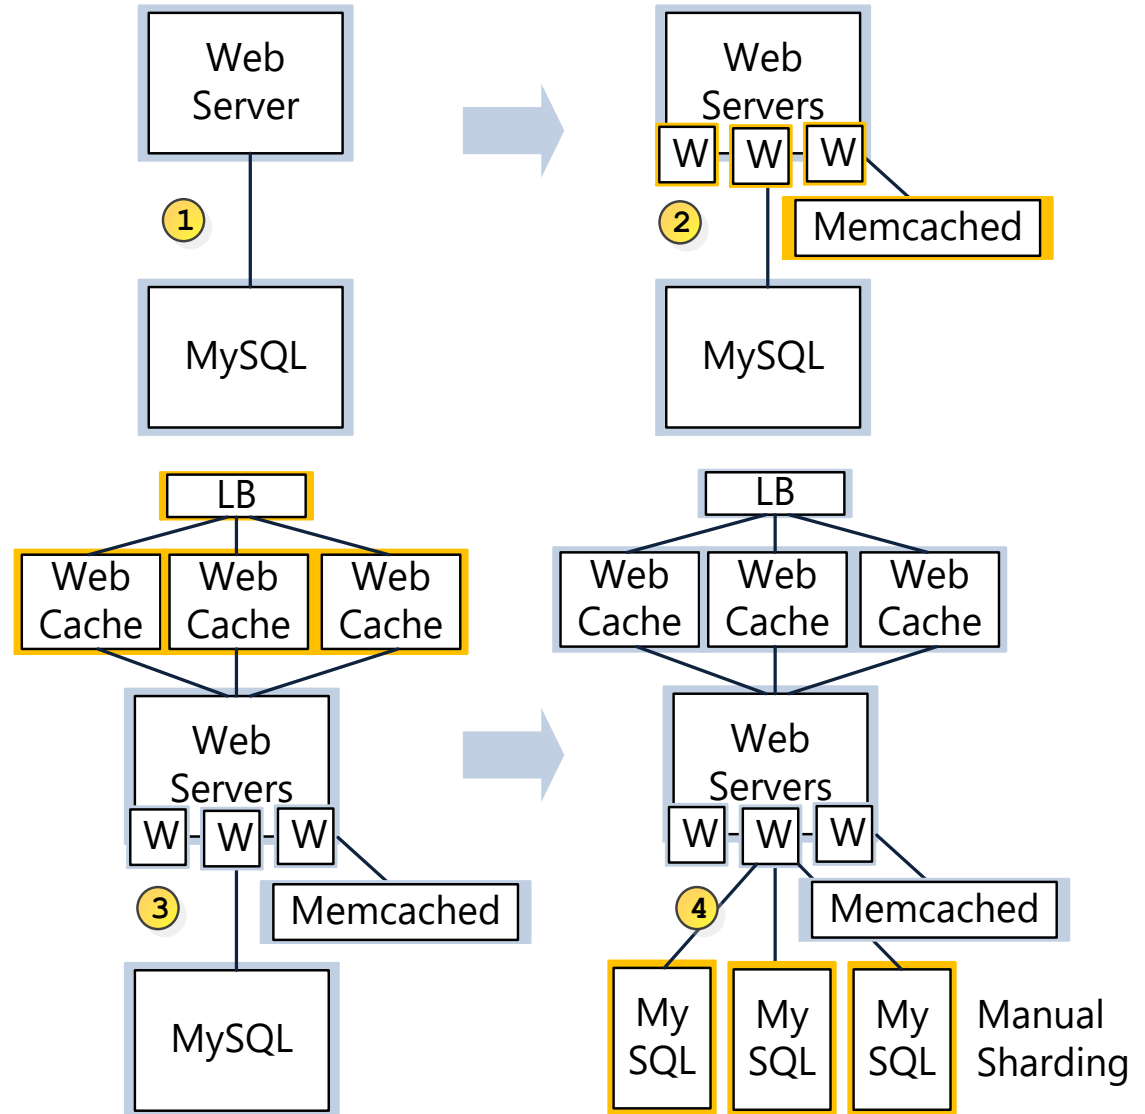 Web
Server
1
MySQL
Web
Servers
W W W
2
Memcached
MySQL
LB
Web Web Web
Cache Cache Cache
Web
Servers
W W W
3
Memcached
MySQL
LB
Web Web Web
Cache Cache Cache
Web
Servers
W W W
4
Memcached
My My My
SQL SQL SQL
Manual
Sharding